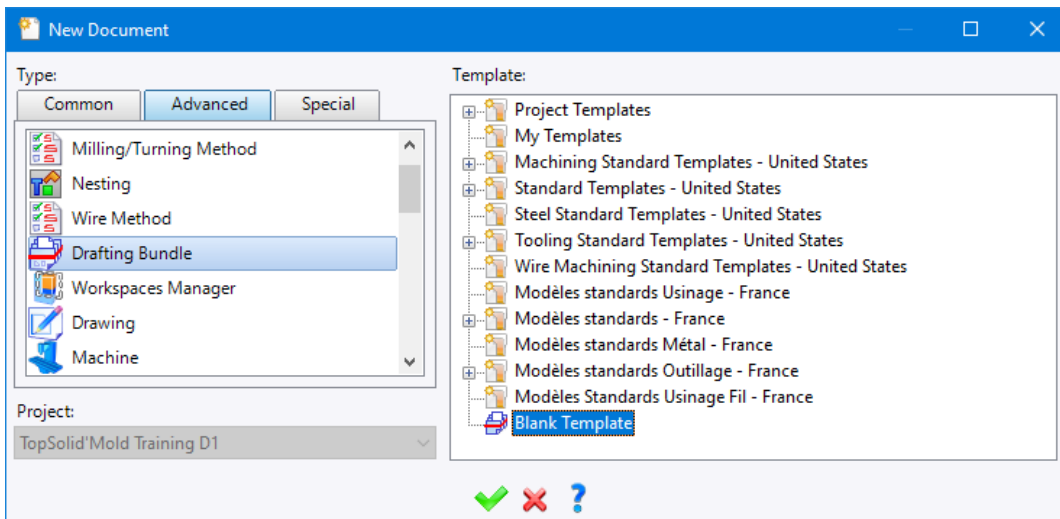 New Document
Type:
Common Advanced Special
Milling/Turning Method
Nesting
Wire Method
Drafting Bundle
Workspaces Manager
Drawing
Machine
Project:
TopSolid'Mold Training D1
Template:
Project Templates
My Templates
Machining Standard Templates - United States
Standard Templates - United States
Steel Standard Templates - United States
Tooling Standard Templates - United States
Wire Machining Standard Templates - United States
Modèles standards Usinage - France
Modèles standards - France
Modèles standards Métal - France
Modèles standards Outillage - France
Modèles Standards Usinage Fil - France
Blank Template
?